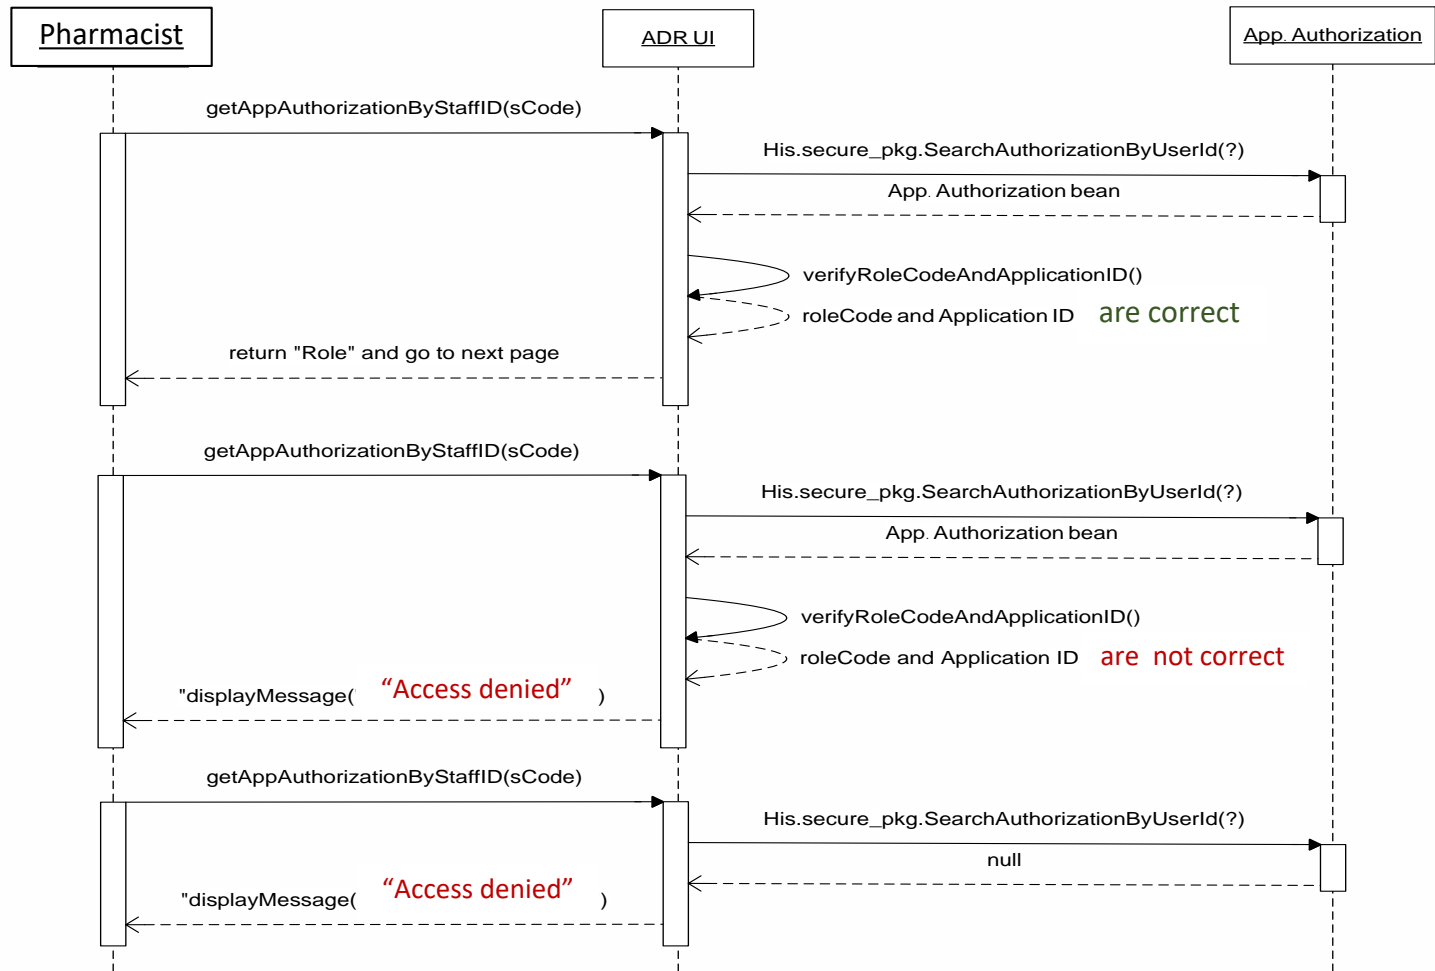 Pharmacist
ADR UI
App. Authorization
getAppAuthorizationByStaffID(sCode)
His.secure_pkg.SearchAuthorizationByUserId(?)
App. Authorization bean
verifyRoleCodeAndApplicationID()
roleCode and Application ID are correct
return "Role" and go to next page
getAppAuthorizationByStaffID(sCode)
His.secure_pkg.SearchAuthorizationByUserId(?)
App. Authorization bean
verifyRoleCodeAndApplicationID()
roleCode and Application ID are not correct
"displayMessage( “Access denied” )
getAppAuthorizationByStaffID(sCode)
His.secure_pkg.SearchAuthorizationByUserId(?)
null
"displayMessage( “Access denied” )